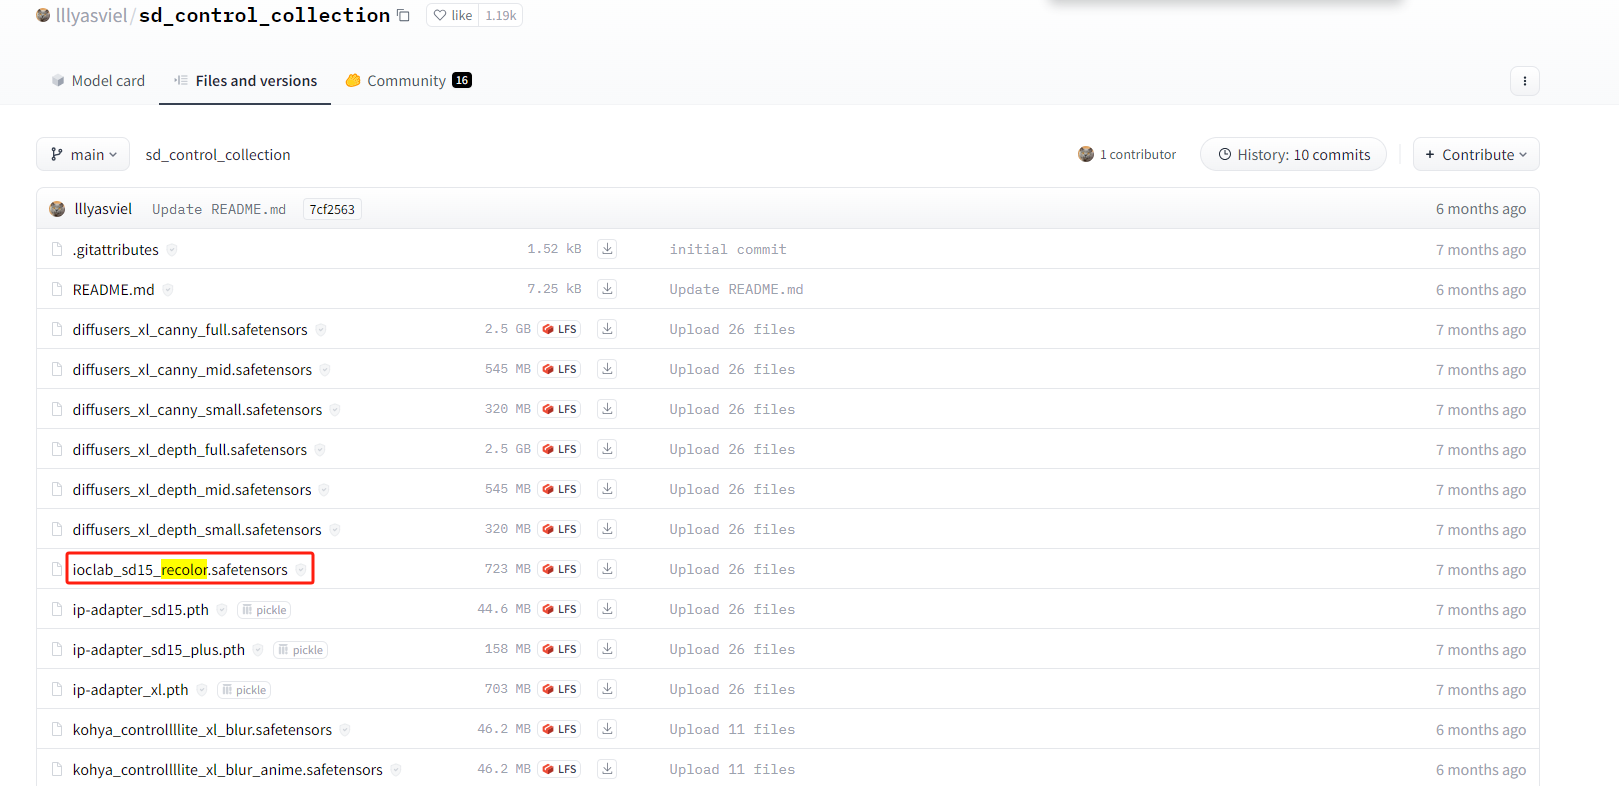 lllyasviel/sd_control_collection like 1.19k
Model card Files and versions Community 16
main sd_control_collection 1 contributor History: 10 commits + Contribute
lllyasviel Update README.md 7cf2563 6 months ago
.gitattributes 1.52 kB initial commit 7 months ago
README.md 7.25 kB Update README.md 6 months ago
diffusers_xl_canny_full.safetensors 2.5 GB LFS Upload 26 files 7 months ago
diffusers_xl_canny_mid.safetensors 545 MB LFS Upload 26 files 7 months ago
diffusers_xl_canny_small.safetensors 320 MB LFS Upload 26 files 7 months ago
diffusers_xl_depth_full.safetensors 2.5 GB LFS Upload 26 files 7 months ago
diffusers_xl_depth_mid.safetensors 545 MB LFS Upload 26 files 7 months ago
diffusers_xl_depth_small.safetensors 320 MB LFS Upload 26 files 7 months ago
ioclab_sd15_recolor.safetensors 723 MB LFS Upload 26 files 7 months ago
ip-adapter_sd15.pth pickle 44.6 MB LFS Upload 26 files 7 months ago
ip-adapter_sd15_plus.pth pickle 158 MB LFS Upload 26 files 7 months ago
ip-adapter_xl.pth pickle 703 MB LFS Upload 26 files 7 months ago
kohya_controllllite_xl_blur.safetensors 46.2 MB LFS Upload 11 files 6 months ago
kohya_controllllite_xl_blur_anime.safetensors 46.2 MB LFS Upload 11 files 6 months ago